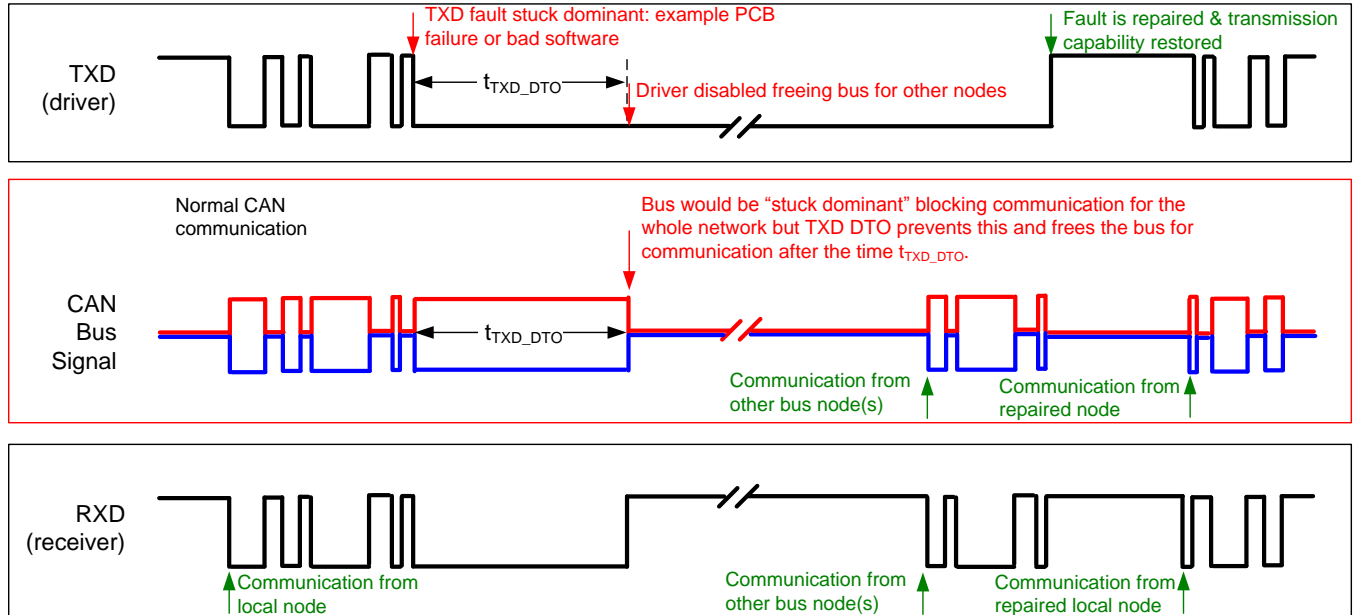 TXD fault stuck dominant: example PCB
failure or bad software
Fault is repaired & transmission
capability restored
TXD
(driver)
tTXD_DTO
Driver disabled freeing bus for other nodes
Normal CAN
communication
Bus would be “stuck dominant” blocking communication for the
whole network but TXD DTO prevents this and frees the bus for
communication after the time tTXD_DTO.
CAN
Bus
Signal
tTXD_DTO
Communication from
other bus node(s)
Communication from
repaired node
RXD
(receiver)
Communication from
local node
Communication from
other bus node(s)
Communication from
repaired local node